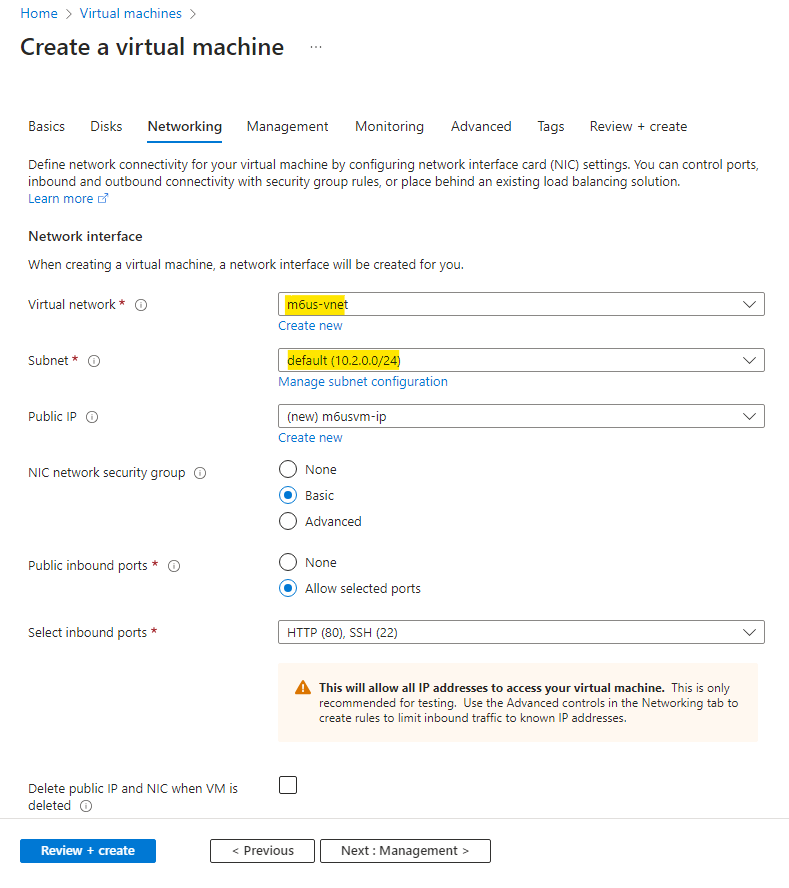 Home > Virtual machines >
Create a virtual machine ...
Basics Disks Networking Management Monitoring Advanced Tags Review + create
Define network connectivity for your virtual machine by configuring network interface card (NIC) settings. You can control ports,
inbound and outbound connectivity with security group rules, or place behind an existing load balancing solution.
Learn more
Network interface
When creating a virtual machine, a network interface will be created for you.
Virtual network * m6us-vnet
Create new
Subnet * default (10.2.0.0/24)
Manage subnet configuration
Public IP (new) m6usvm-ip
Create new
NIC network security group None
Basic
Advanced
Public inbound ports * None
Allow selected ports
Select inbound ports * HTTP (80), SSH (22)
This will allow all IP addresses to access your virtual machine. This is only
recommended for testing. Use the Advanced controls in the Networking tab to
create rules to limit inbound traffic to known IP addresses.
Delete public IP and NIC when VM is
deleted
Review + create < Previous Next : Management >